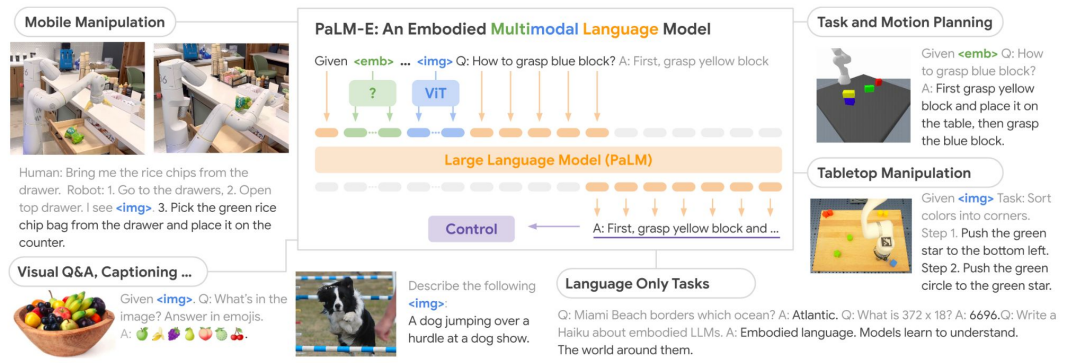 Mobile Manipulation
Human: Bring me the rice chips from the
drawer. Robot: 1. Go to the drawers, 2. Open
top drawer. I see <img>. 3. Pick the green rice
chip bag from the drawer and place it on the
counter.
Visual Q&A, Captioning ...
Given <img>. Q: What's in the
image? Answer in emojis.
A: 🍏🍌🍇🍐🍑🍈🍒.
PaLM-E: An Embodied Multimodal Language Model
Given <emb> ... <img> Q: How to grasp blue block? A: First, grasp yellow block
?
ViT
Large Language Model (PaLM)
Control
A: First, grasp yellow block and ...
Describe the following
<img>:
A dog jumping over a
hurdle at a dog show.
Language Only Tasks
Q: Miami Beach borders which ocean? A: Atlantic. Q: What is 372 x 18? A: 6696.Q: Write a
Haiku about embodied LLMs. A: Embodied language. Models learn to understand.
The world around them.
Task and Motion Planning
Given <emb> Q: How
to grasp blue block?
A: First grasp yellow
block and place it on
the table, then grasp
the blue block.
Tabletop Manipulation
Given <img> Task: Sort
colors into corners.
Step 1. Push the green
star to the bottom left.
Step 2. Push the green
circle to the green star.